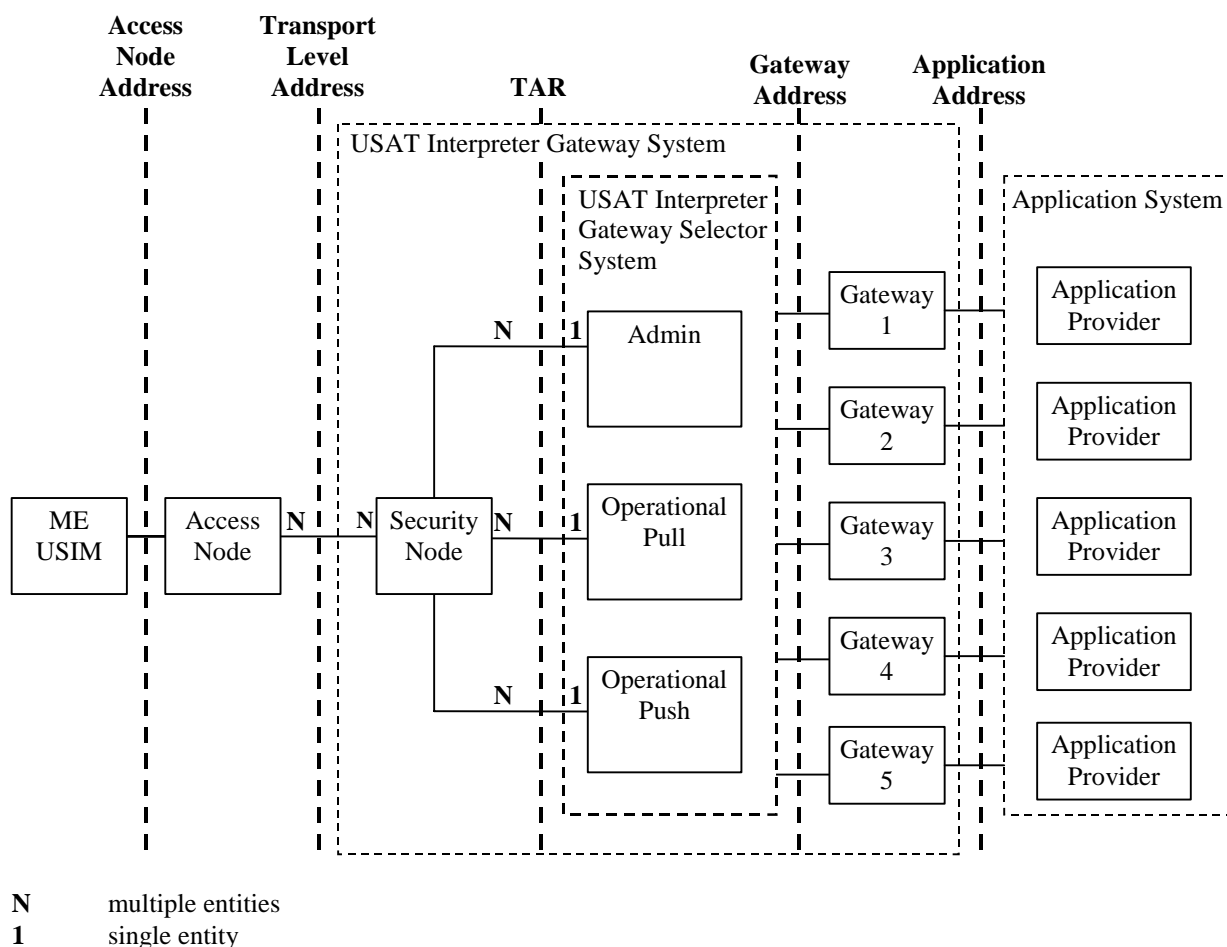 Access
Node
Address
Transport
Level
Address
TAR
Gateway
Address
Application
Address
USAT Interpreter Gateway System
USAT Interpreter
Gateway Selector
System
Application System
Admin
Operational
Pull
Operational
Push
N
1
N
1
N
1
ME
USIM
Access
Node
N
N
Security
Node
Gateway
1
Gateway
2
Gateway
3
Gateway
4
Gateway
5
Application
Provider
Application
Provider
Application
Provider
Application
Provider
Application
Provider
N multiple entities
1 single entity